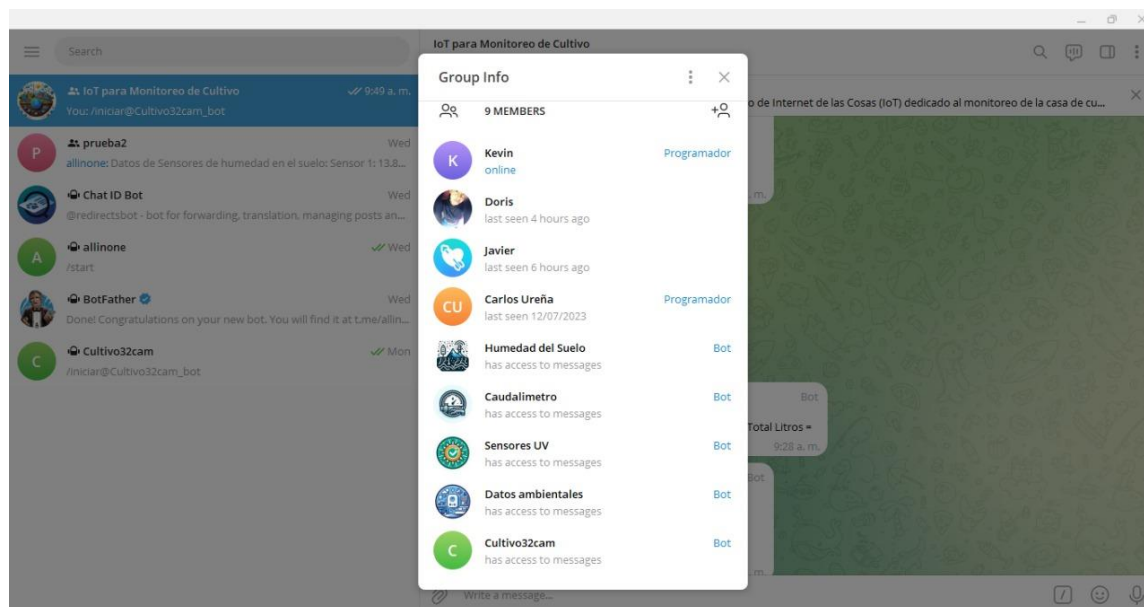 Search
IoT para Monitoreo de Cultivo
9:49 a. m.
You: /iniciar@Cultivo32cam_bot
P
prueba2
Wed
allinone: Datos de Sensores de humedad en el suelo: Sensor 1: 13.8...
Chat ID Bot
Wed
@redirectsbot - bot for forwarding, translation, managing posts an...
A
allinone
Wed
/start
BotFather
Wed
Done! Congratulations on your new bot. You will find it at t.me/allin...
C
Cultivo32cam
Mon
/iniciar@Cultivo32cam_bot
IoT para Monitoreo de Cultivo
o de Internet de las Cosas (IoT) dedicado al monitoreo de la casa de cu...
m.
Bot
Total Litros =
9:28 a. m.
Bot
m.
Write a message...
Group Info
9 MEMBERS
K
Kevin
Programador
online
Doris
last seen 4 hours ago
Javier
last seen 6 hours ago
CU
Carlos Ureña
Programador
last seen 12/07/2023
Humedad del Suelo
Bot
has access to messages
Caudalimetro
Bot
has access to messages
Sensores UV
Bot
has access to messages
Datos ambientales
Bot
has access to messages
C
Cultivo32cam
Bot
has access to messages